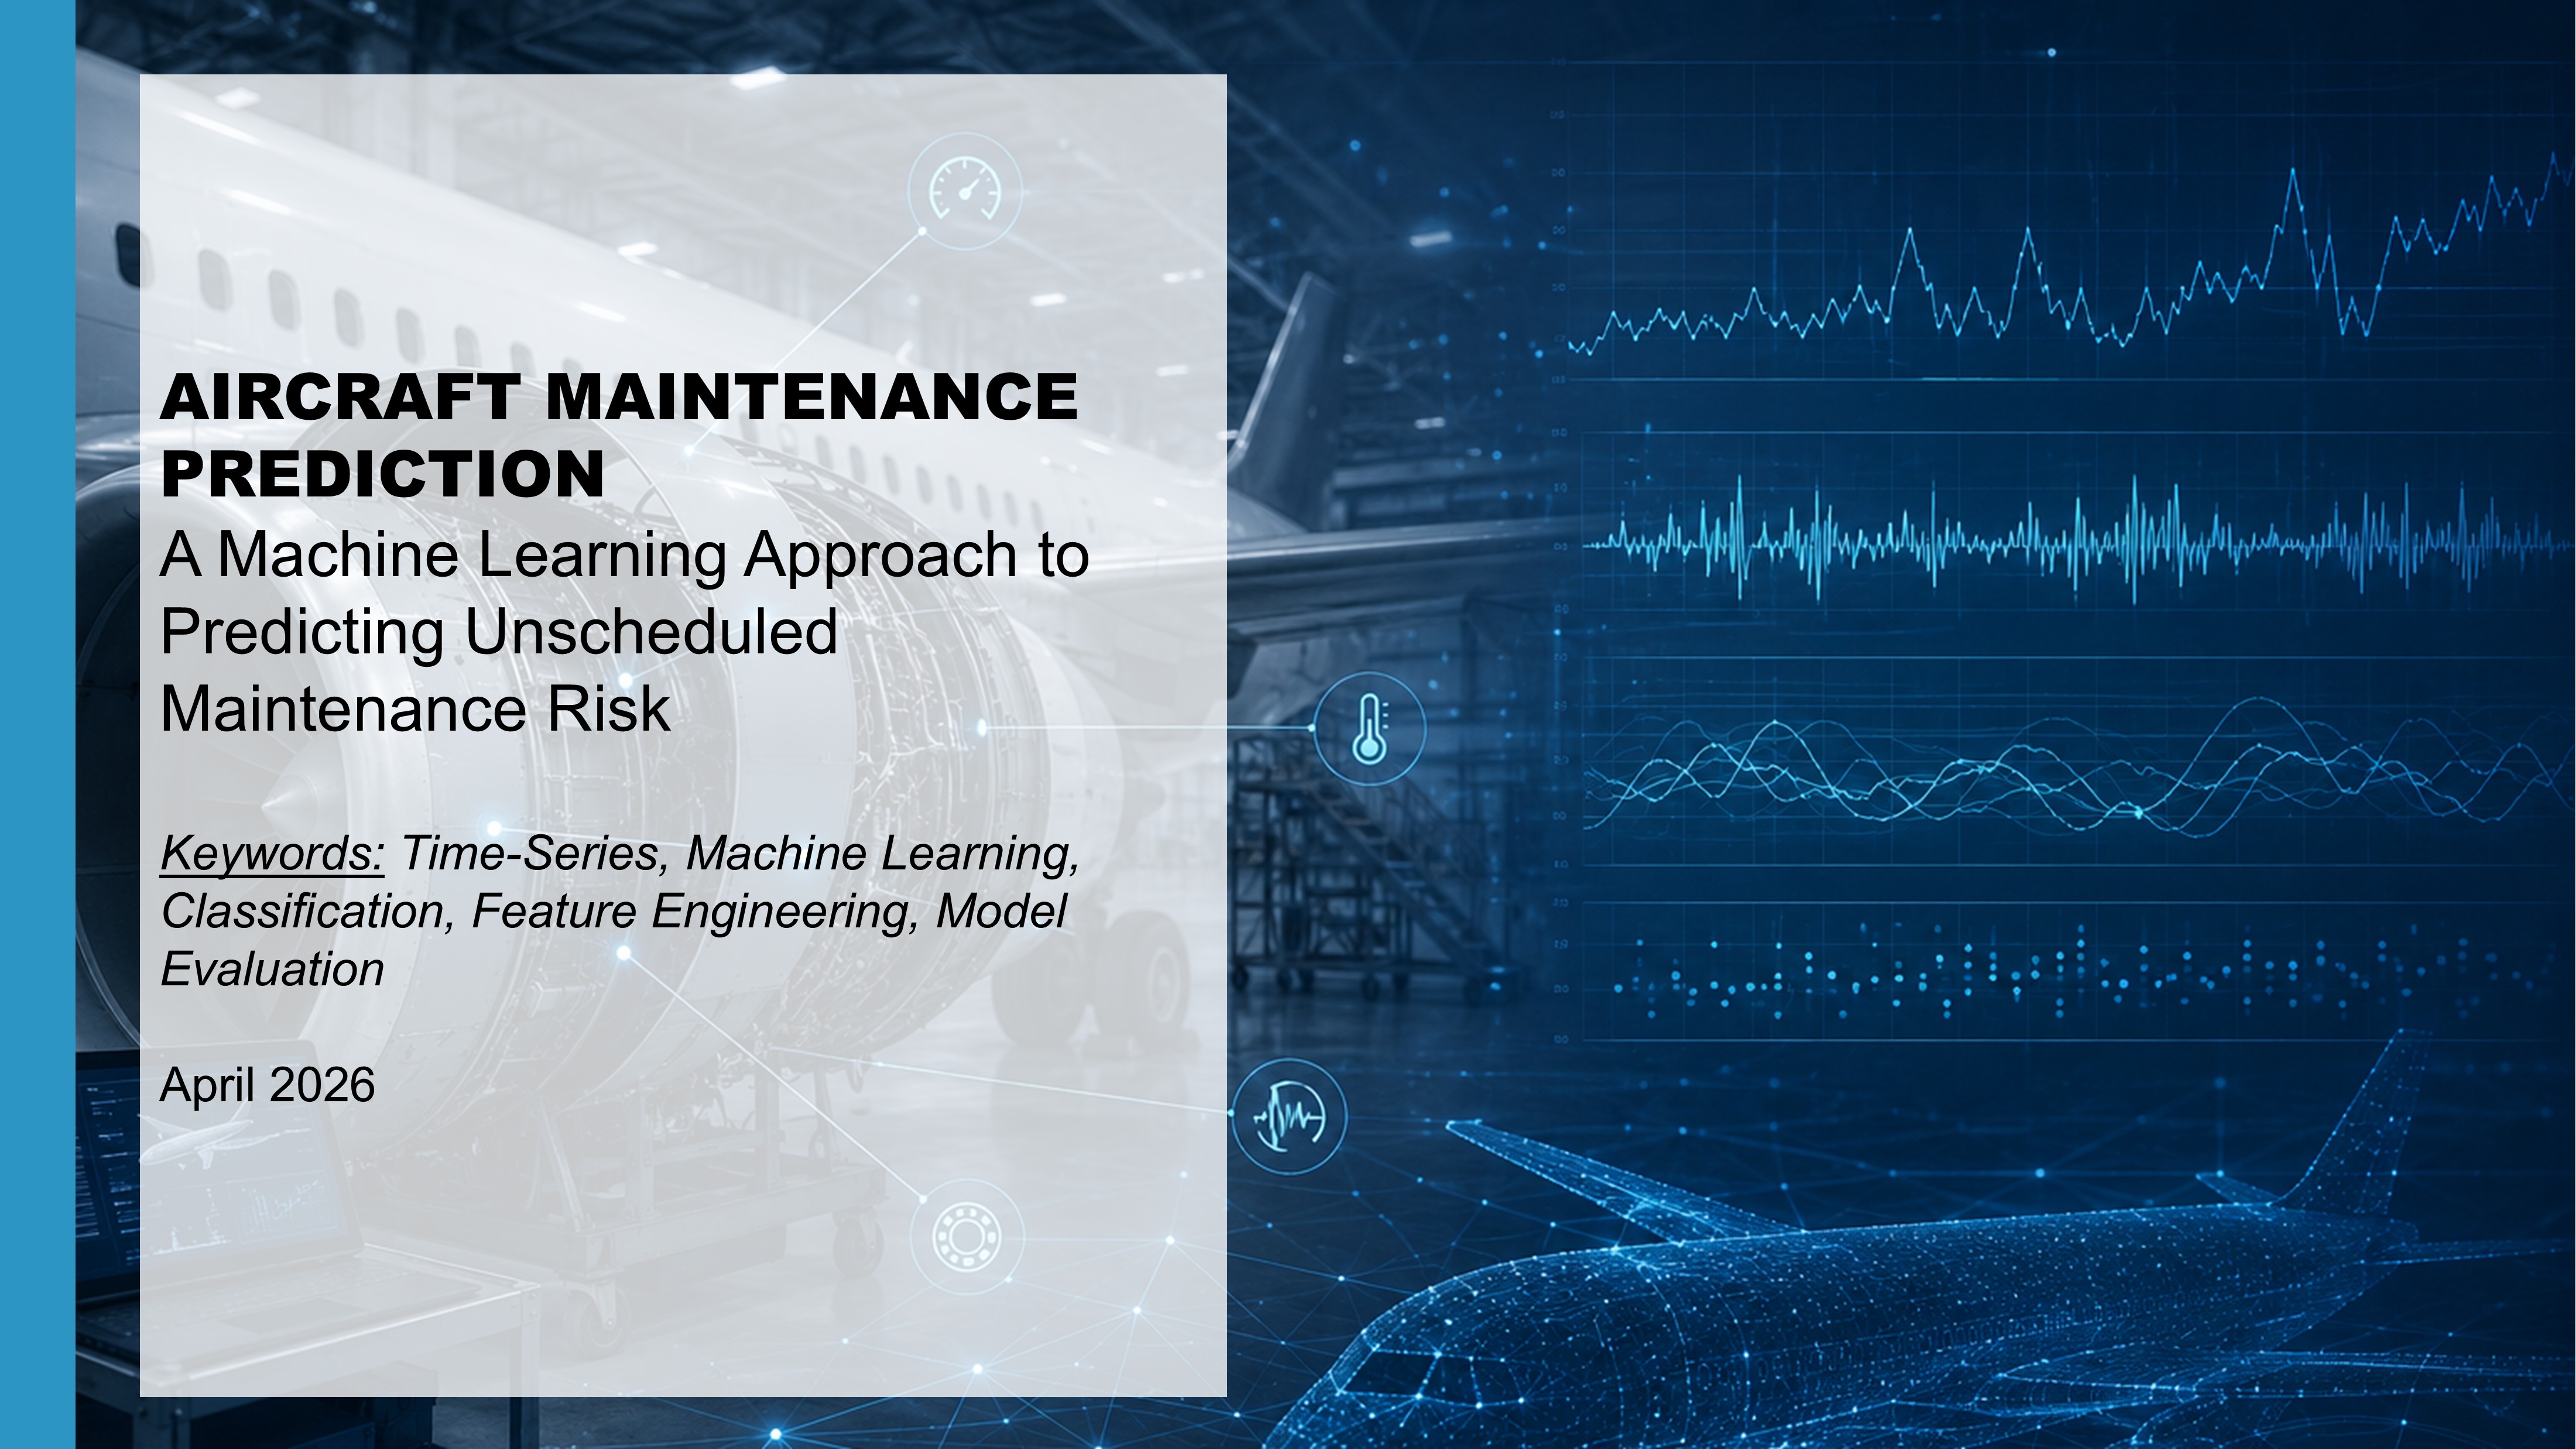 AIRCRAFT MAINTENANCE
PREDICTION
A Machine Learning Approach to
Predicting Unscheduled
Maintenance Risk
Keywords: Time-Series, Machine Learning,
Classification, Feature Engineering, Model
Evaluation
April 2026